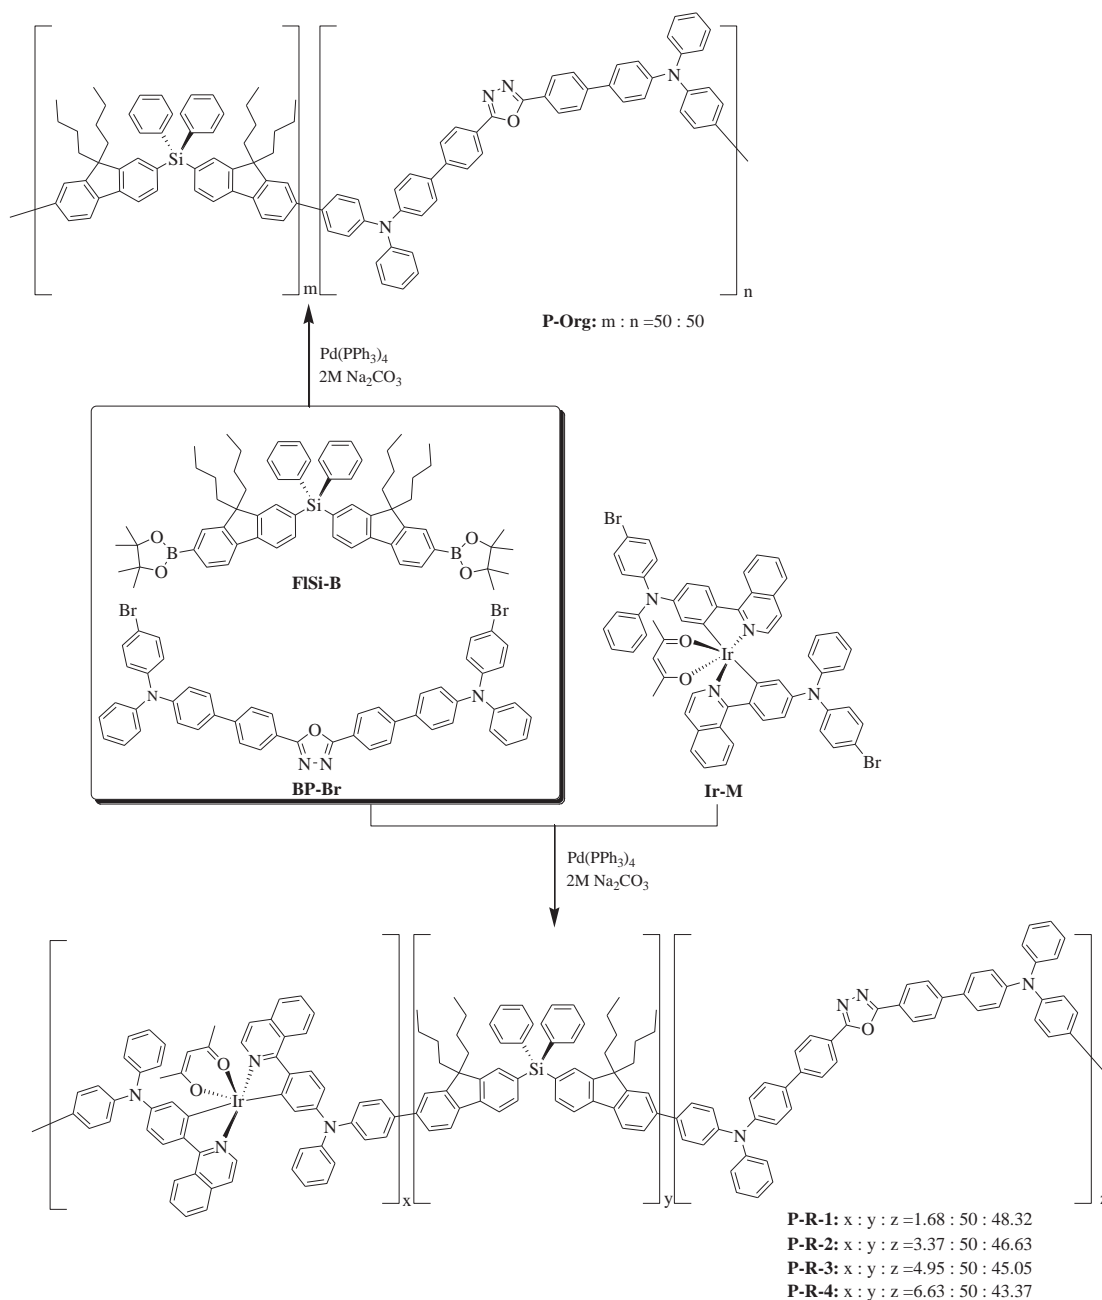 N
N-N
O
Si
N
m
n
P-Org: m : n =50 : 50
Pd(PPh3)4
2M Na2CO3
Si
O
B
O
O
B
O
FlSi-B
Br
Br
N
N
O
N-N
BP-Br
Br
N
N
O
Ir
O
N
N
Br
Ir-M
Pd(PPh3)4
2M Na2CO3
N
N
N
O
Si
N
O
N
O
Ir
N
N
N
x
y
P-R-1: x : y : z =1.68 : 50 : 48.32
P-R-2: x : y : z =3.37 : 50 : 46.63
P-R-3: x : y : z =4.95 : 50 : 45.05
P-R-4: x : y : z =6.63 : 50 : 43.37